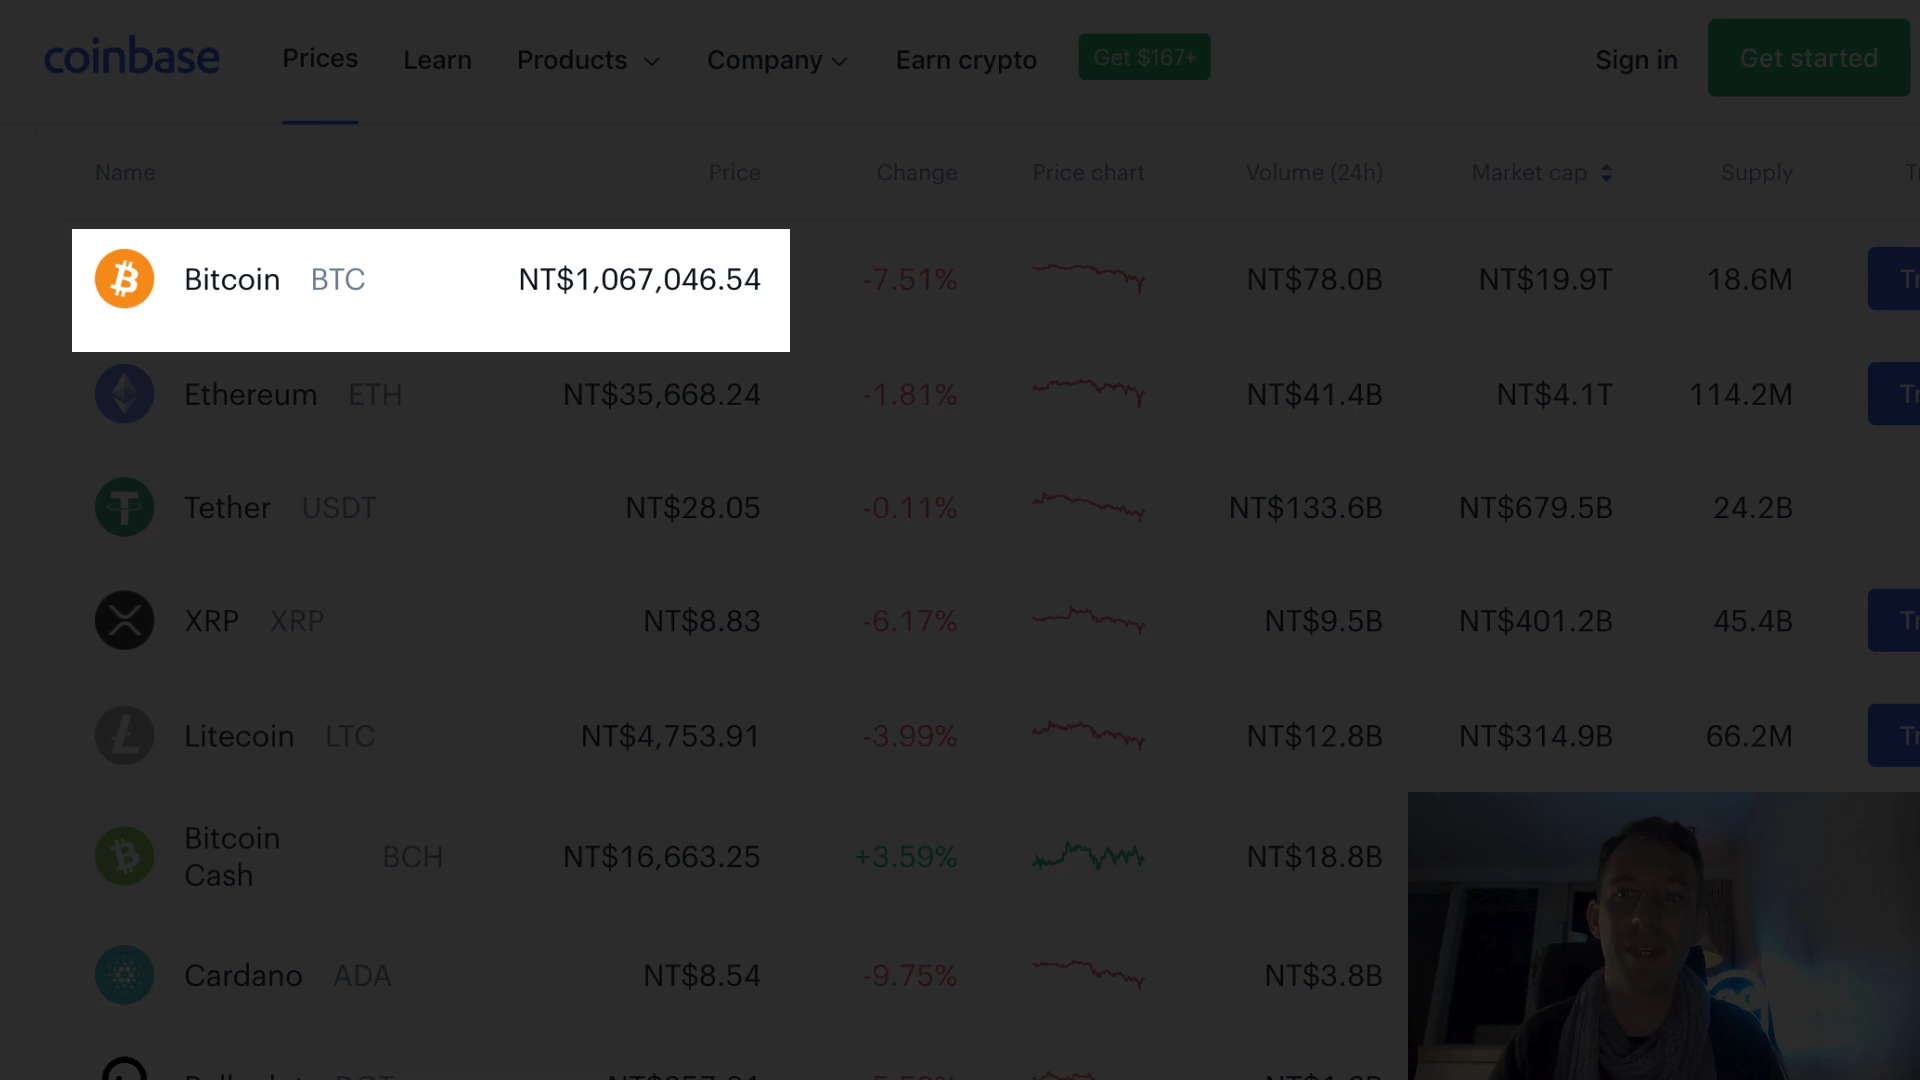 coinbase Prices Learn Products Company Earn crypto Get $167+ Sign in Get started
Name Price Change Price chart Volume (24h) Market cap Supply
Bitcoin BTC NT$1,067,046.54 -7.51% NT$78.0B NT$19.9T 18.6M
Ethereum ETH NT$35,668.24 -1.81% NT$41.4B NT$4.1T 114.2M
Tether USDT NT$28.05 -0.11% NT$133.6B NT$679.5B 24.2B
XRP XRP NT$8.83 -6.17% NT$9.5B NT$401.2B 45.4B
Litecoin LTC NT$4,753.91 -3.99% NT$12.8B NT$314.9B 66.2M
Bitcoin
Cash BCH NT$16,663.25 +3.59% NT$18.8B
Cardano ADA NT$8.54 -9.75% NT$3.8B